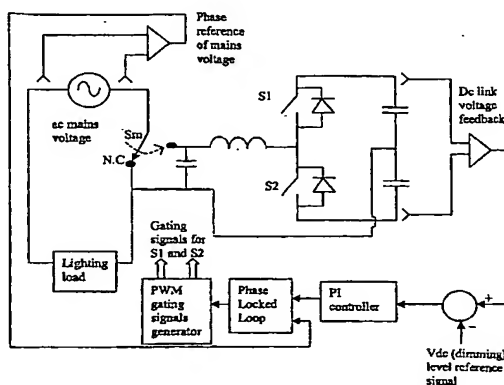 Phase
reference
of mains
voltage
ac mains
voltage
Sm
N.C
S1
S2
Dc link
voltage
feedback
Lighting
load
Gating
signals for
S1 and S2
PWM
gating
signals
generator
Phase
Locked
Loop
PI
controller
+
−
Vdc (dimming)
level reference
signal